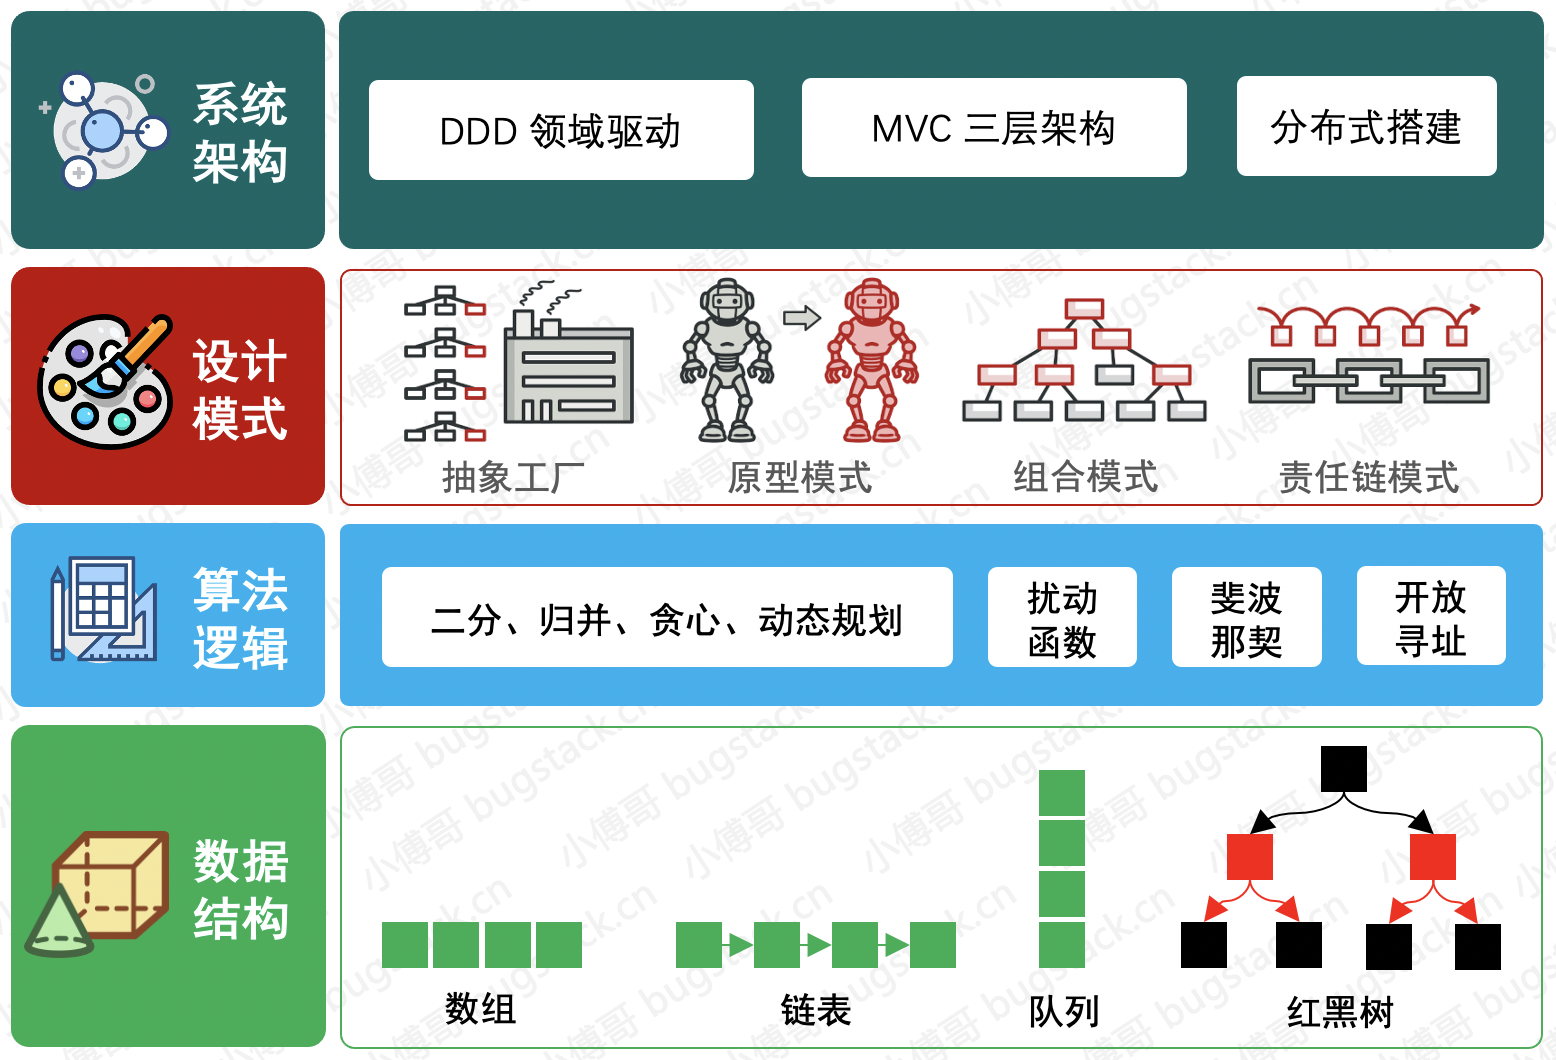 系统
架构
DDD 领域驱动
MVC 三层架构
分布式搭建
设计
模式
抽象工厂
原型模式
组合模式
责任链模式
算法
逻辑
二分、归并、贪心、动态规划
扰动
函数
斐波
那契
开放
寻址
数据
结构
数组
链表
队列
红黑树
小傅哥 bugstack.cn